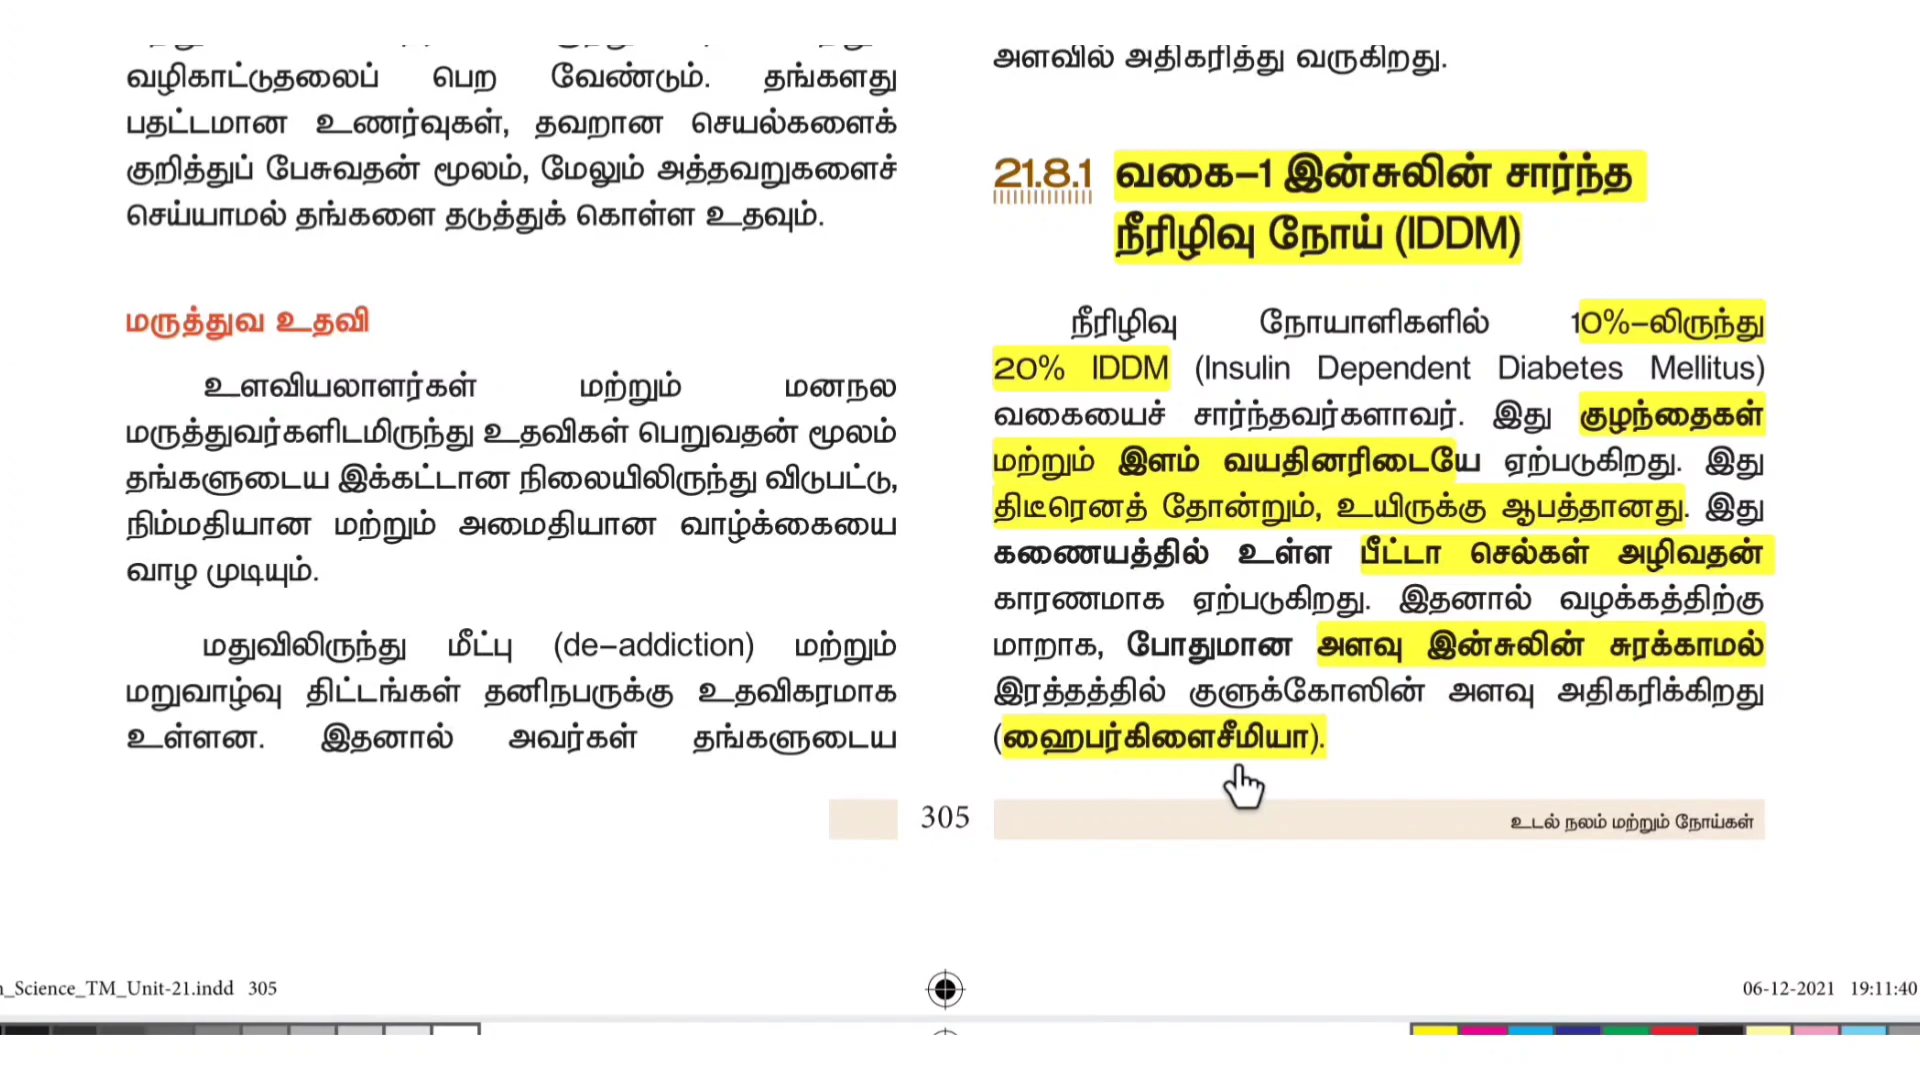 வழிகாட்டுதலைப் பெற வேண்டும். தங்களது
பதட்டமான உணர்வுகள், தவறான செயல்களைக்
குறித்துப் பேசுவதன் மூலம், மேலும் அத்தவறுகளைச்
செய்யாமல் தங்களை தடுத்துக் கொள்ள உதவும்.
மருத்துவ உதவி
உளவியலாளர்கள் மற்றும் மனநல
மருத்துவர்களிடமிருந்து உதவிகள் பெறுவதன் மூலம்
தங்களுடைய இக்கட்டான நிலையிலிருந்து விடுபட்டு,
நிம்மதியான மற்றும் அமைதியான வாழ்க்கையை
வாழ முடியும்.
மதுவிலிருந்து மீட்பு (de-addiction) மற்றும்
மறுவாழ்வு திட்டங்கள் தனிநபருக்கு உதவிகரமாக
உள்ளன. இதனால் அவர்கள் தங்களுடைய
அளவில் அதிகரித்து வருகிறது.
21.8.1 வகை-1 இன்சுலின் சார்ந்த
நீரிழிவு நோய் (IDDM)
நீரிழிவு நோயாளிகளில் 10%-லிருந்து
20% IDDM (Insulin Dependent Diabetes Mellitus)
வகையைச் சார்ந்தவர்களாவர். இது குழந்தைகள்
மற்றும் இளம் வயதினரிடையே ஏற்படுகிறது. இது
திடீரெனத் தோன்றும், உயிருக்கு ஆபத்தானது. இது
கணையத்தில் உள்ள பீட்டா செல்கள் அழிவதன்
காரணமாக ஏற்படுகிறது. இதனால் வழக்கத்திற்கு
மாறாக, போதுமான அளவு இன்சுலின் சுரக்காமல்
இரத்தத்தில் குளுக்கோஸின் அளவு அதிகரிக்கிறது
(ஹைபர்கிளைசீமியா).
305
உடல் நலம் மற்றும் நோய்கள்
_Science_TM_Unit-21.indd 305
06-12-2021 19:11:40